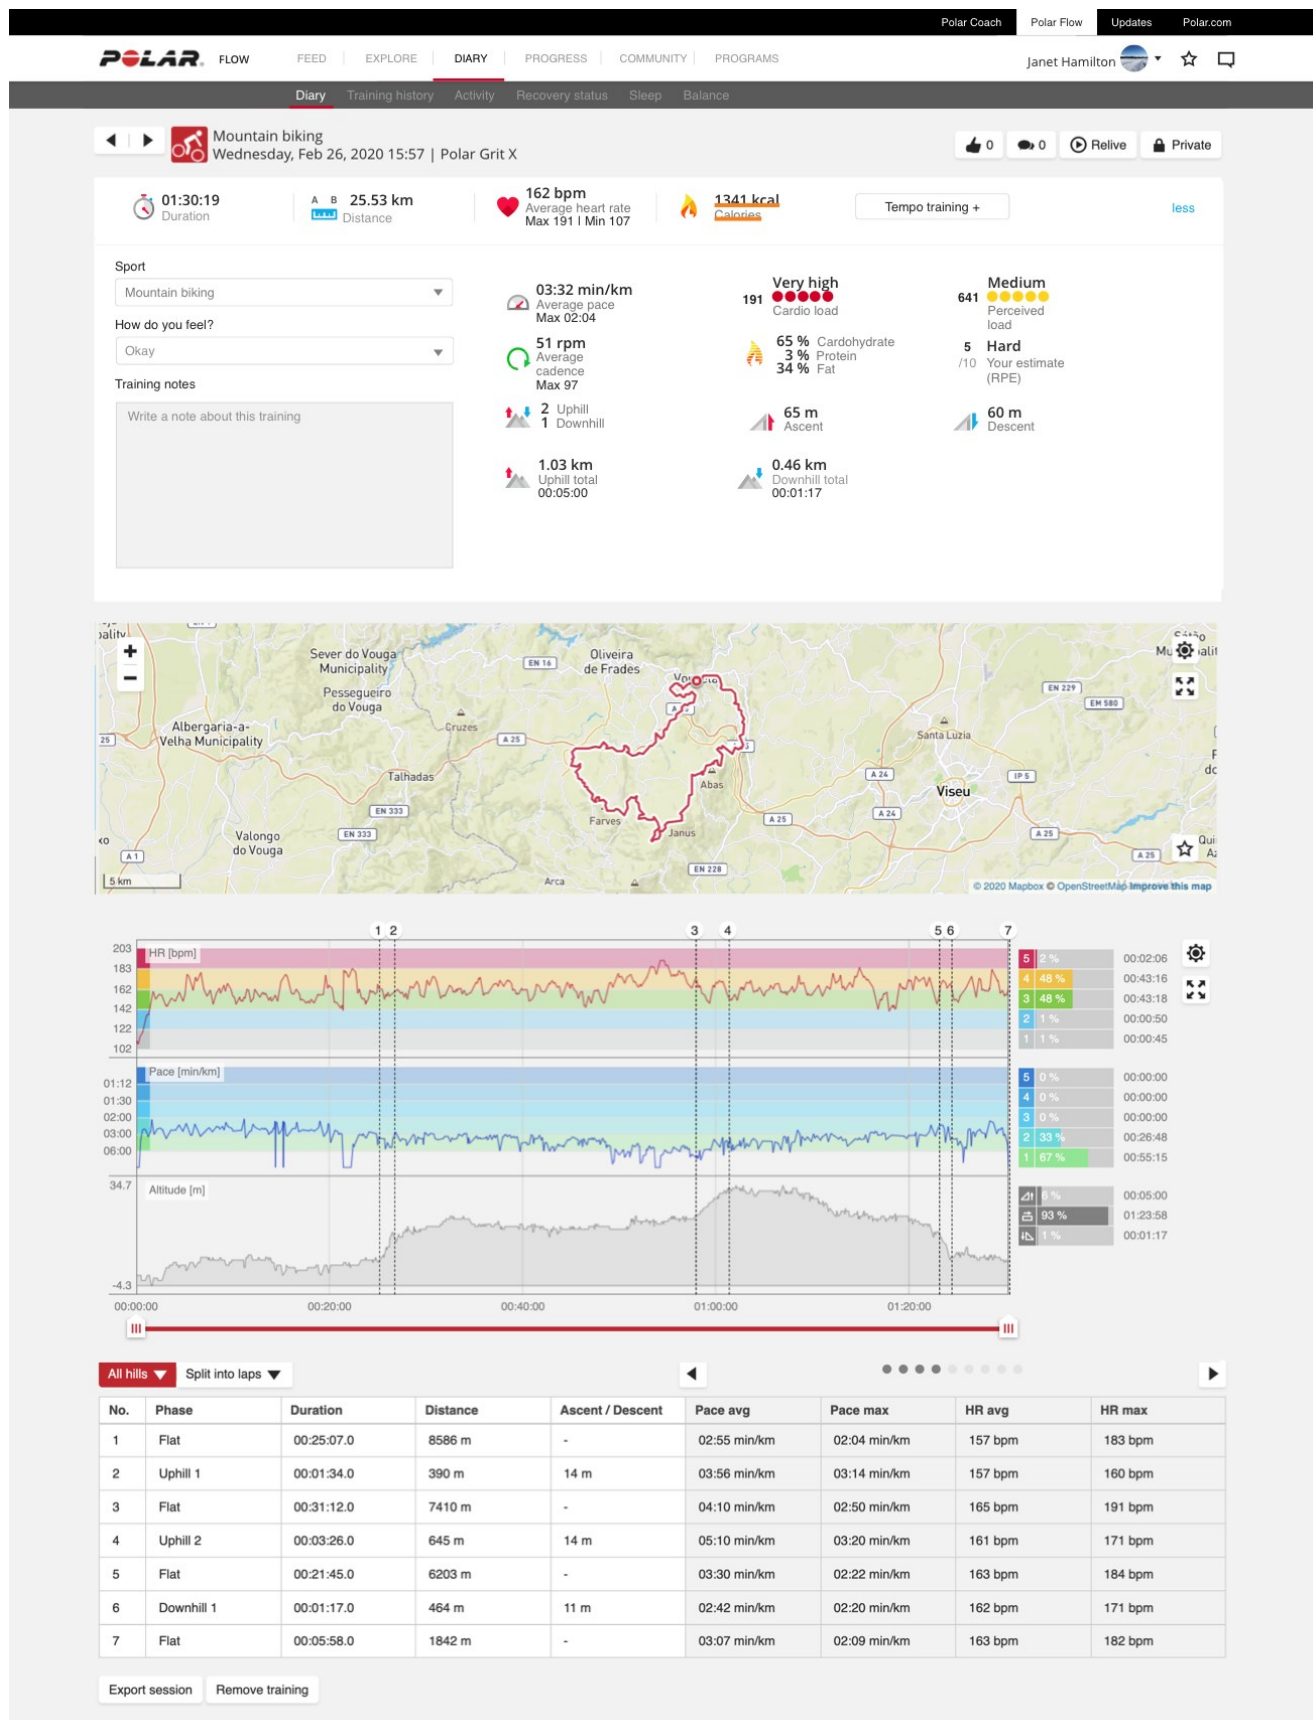 Polar Coach Polar Flow Updates Polar.com
POLAR. FLOW FEED EXPLORE DIARY PROGRESS COMMUNITY PROGRAMS Janet Hamilton
Diary Training history Activity Recovery status Sleep Balance
Mountain biking
Wednesday, Feb 26, 2020 15:57 | Polar Grit X
0 0 Relive Private
01:30:19
Duration
A B 25.53 km
Distance
162 bpm
Average heart rate
Max 191 | Min 107
1341 kcal
Calories
Tempo training +
less
Sport
Mountain biking
How do you feel?
Okay
Training notes
Write a note about this training
03:32 min/km
Average pace
Max 02:04
191 Very high
Cardio load
641 Medium
Perceived
load
51 rpm
Average
cadence
Max 97
65 % Cardohydrate
3 % Protein
34 % Fat
5 Hard
/10 Your estimate
(RPE)
2 Uphill
1 Downhill
65 m
Ascent
60 m
Descent
1.03 km
Uphill total
00:05:00
0.46 km
Downhill total
00:01:17
pality
Sever do Vouga
Municipality
Pessegueiro
do Vouga
EN 16
Oliveira
de Frades
EN 229
EM 580
Albergaria-a-
Velha Municipality
25
Cruzes
A 25
Santa Luzia
Talhadas
Abas
A 24
IP 5
Viseu
EN 333
Farves
A 25
A 24
Valongo
do Vouga
EN 333
Janus
A 25
A 1
EN 228
A 25
5 km
Arca
© 2020 Mapbox © OpenStreetMap Improve this map
1 2 3 4 5 6 7
HR [bpm]
203
183
162
142
122
102
5 2 % 00:02:06
4 48 % 00:43:16
3 48 % 00:43:18
2 1 % 00:00:50
1 1 % 00:00:45
Pace [min/km]
01:12
01:30
02:00
03:00
06:00
5 0 % 00:00:00
4 0 % 00:00:00
3 0 % 00:00:00
2 33 % 00:26:48
1 67 % 00:55:15
34.7
Altitude [m]
-4.3
6 % 00:05:00
93 % 01:23:58
1 % 00:01:17
00:00:00 00:20:00 00:40:00 01:00:00 01:20:00
All hills Split into laps
No. Phase Duration Distance Ascent / Descent Pace avg Pace max HR avg HR max
1 Flat 00:25:07.0 8586 m - 02:55 min/km 02:04 min/km 157 bpm 183 bpm
2 Uphill 1 00:01:34.0 390 m 14 m 03:56 min/km 03:14 min/km 157 bpm 160 bpm
3 Flat 00:31:12.0 7410 m - 04:10 min/km 02:50 min/km 165 bpm 191 bpm
4 Uphill 2 00:03:26.0 645 m 14 m 05:10 min/km 03:20 min/km 161 bpm 171 bpm
5 Flat 00:21:45.0 6203 m - 03:30 min/km 02:22 min/km 163 bpm 184 bpm
6 Downhill 1 00:01:17.0 464 m 11 m 02:42 min/km 02:20 min/km 162 bpm 171 bpm
7 Flat 00:05:58.0 1842 m - 03:07 min/km 02:09 min/km 163 bpm 182 bpm
Export session Remove training